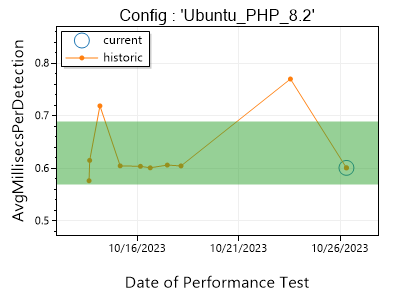 Config : 'Ubuntu_PHP_8.2'
current
historic
AvgMillisecsPerDetection
0.8
0.7
0.6
0.5
10/16/2023 10/21/2023 10/26/2023
Date of Performance Test